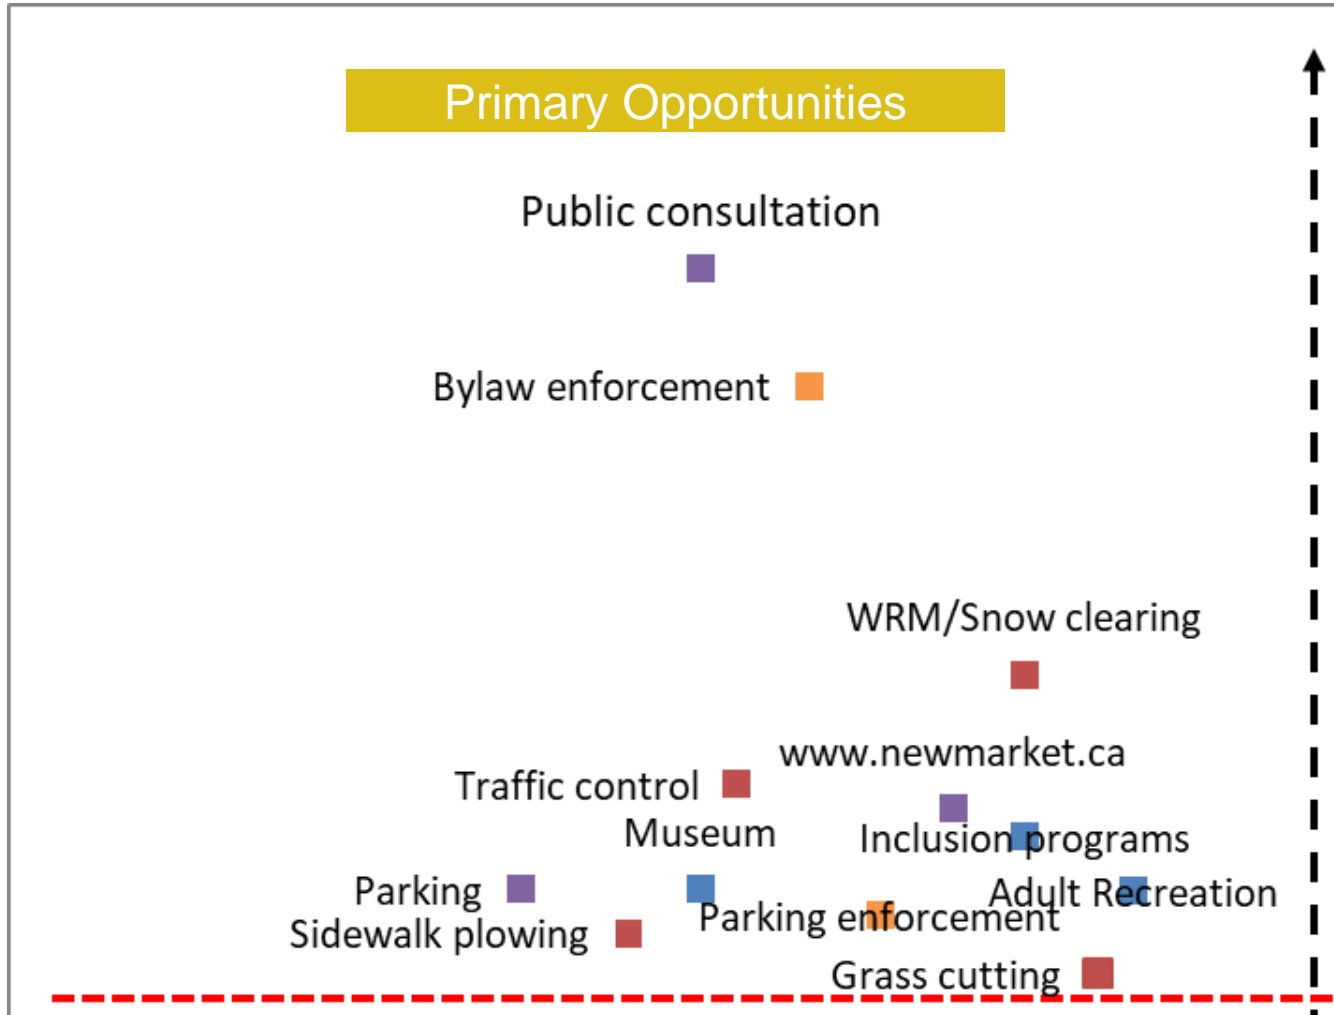 Primary Opportunities
Public consultation
Bylaw enforcement
WRM/Snow clearing
www.newmarket.ca
Traffic control
Museum
Inclusion programs
Parking
Adult Recreation
Parking enforcement
Sidewalk plowing
Grass cutting